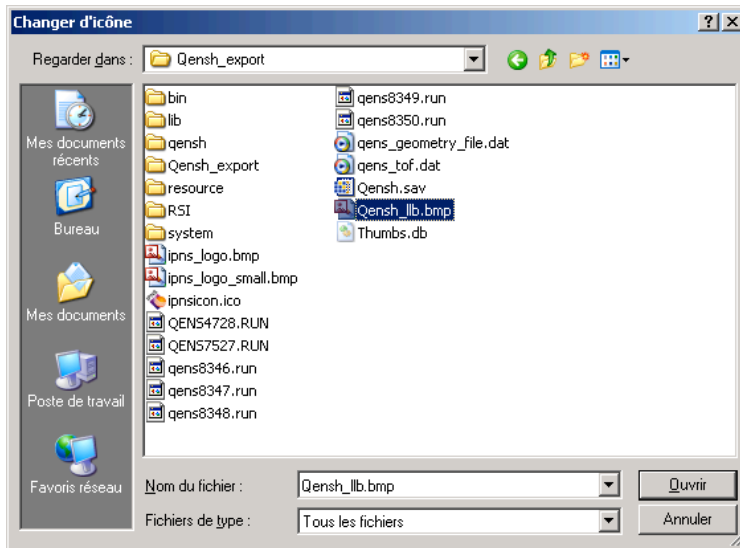 Changer d'icône
Regarder dans :
Qensh_export
Mes documents
récents
Bureau
Mes documents
Poste de travail
Favoris réseau
bin
lib
qensh
Qensh_export
resource
RSI
system
ipns_logo.bmp
ipns_logo_small.bmp
ipnsicon.ico
QENS4728.RUN
QENS7527.RUN
qens8346.run
qens8347.run
qens8348.run
qens8349.run
qens8350.run
qens_geometry_file.dat
qens_tof.dat
Qensh.sav
Qensh_llb.bmp
Thumbs.db
Nom du fichier :
Qensh_llb.bmp
Ouvrir
Fichiers de type :
Tous les fichiers
Annuler